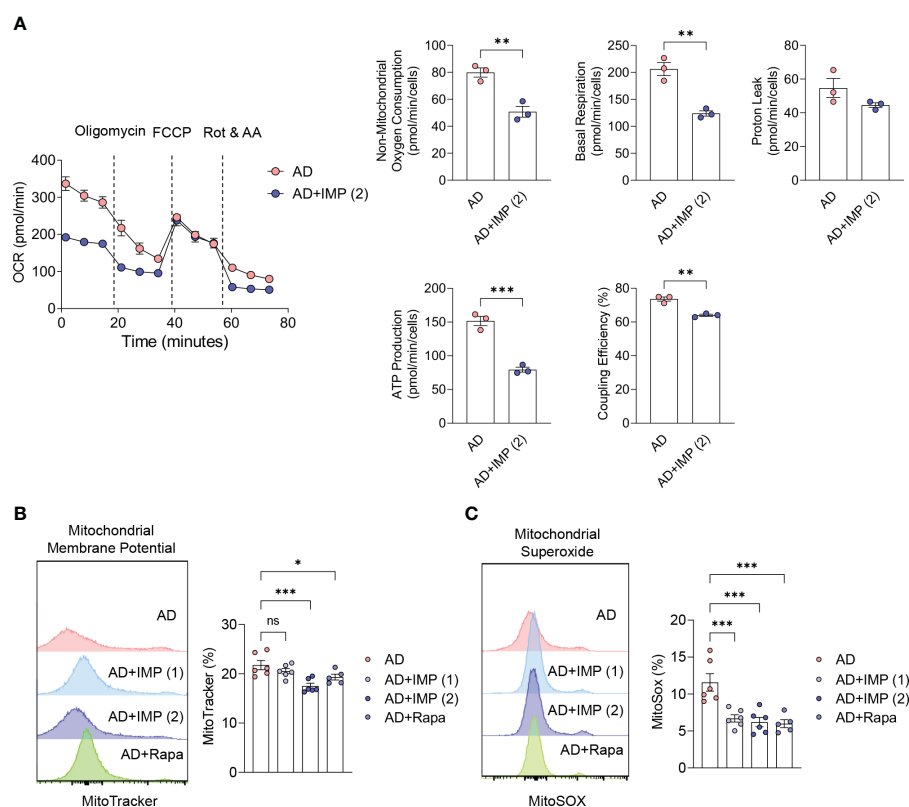 A
Oligomycin FCCP Rot & AA
400
300
200
100
0
OCR (pmol/min)
0 20 40 60 80
Time (minutes)
AD
AD+IMP (2)
**
Non-Mitochondrial
Oxygen Consumption
(pmol/min/cells)
80
60
40
20
0
AD
AD+IMP (2)
**
Basal Respiration
(pmol/min/cells)
250
200
150
100
50
0
AD
AD+IMP (2)
Proton Leak
(pmol/min/cells)
80
60
40
20
0
AD
AD+IMP (2)
***
ATP Production
(pmol/min/cells)
200
150
100
50
0
AD
AD+IMP (2)
**
Coupling Efficiency (%)
80
60
40
20
0
AD
AD+IMP (2)
B
Mitochondrial
Membrane Potential
AD
AD+IMP (1)
AD+IMP (2)
AD+Rapa
MitoTracker
*
***
ns
MitoTracker (%)
30
20
10
0
AD
AD+IMP (1)
AD+IMP (2)
AD+Rapa
C
Mitochondrial
Superoxide
AD
AD+IMP (1)
AD+IMP (2)
AD+Rapa
MitoSOX
***
***
***
MitoSox (%)
20
15
10
5
0
AD
AD+IMP (1)
AD+IMP (2)
AD+Rapa